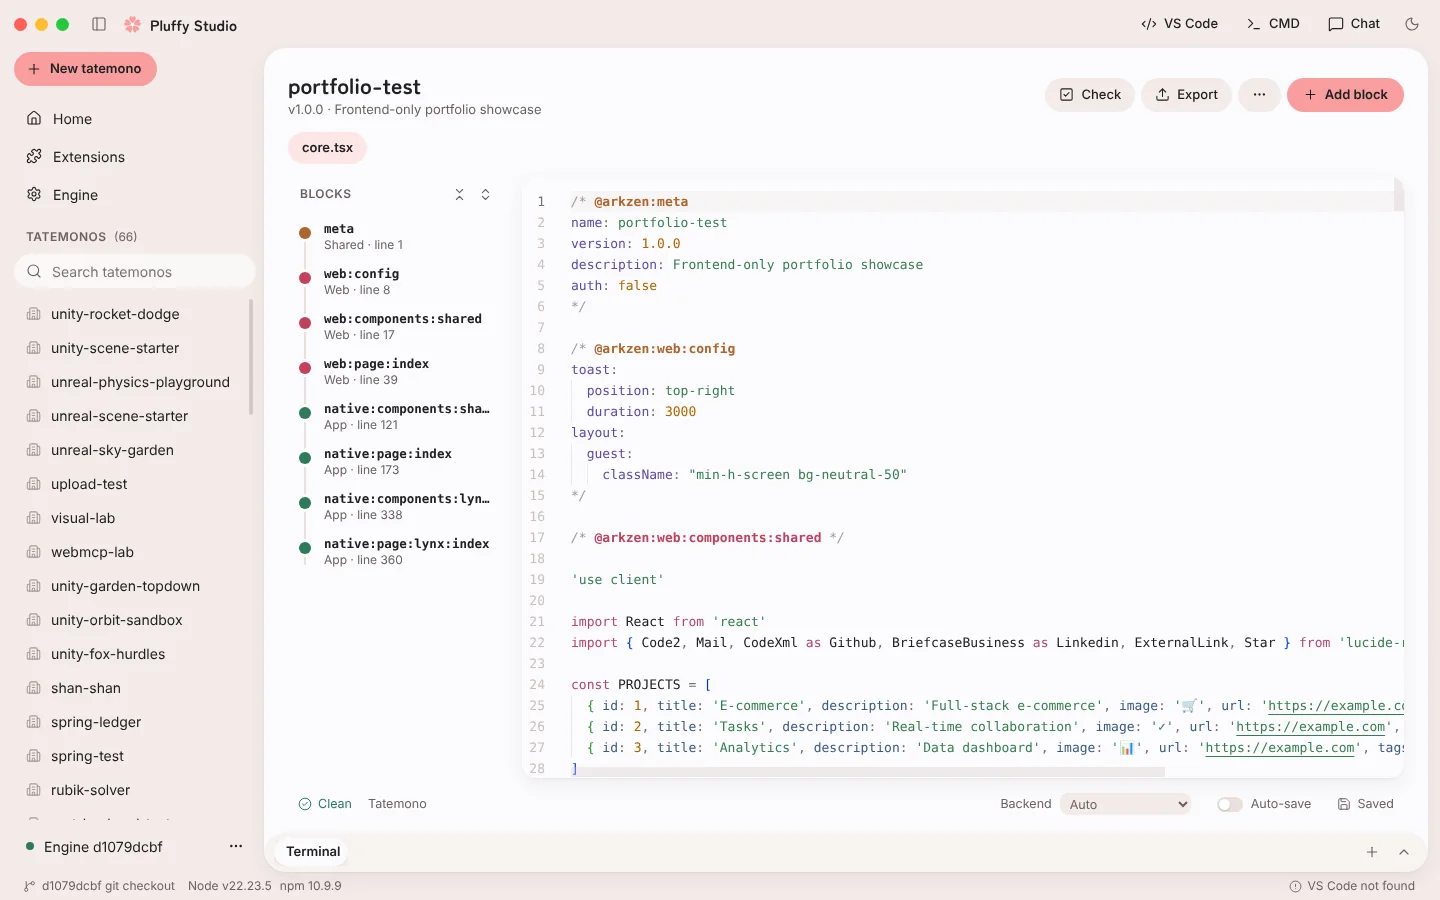 Pluffy Studio
VS Code
CMD
Chat
New tatemono
Home
Extensions
Engine
TATEMONOS (66)
Search tatemonos
unity-rocket-dodge
unity-scene-starter
unreal-physics-playground
unreal-scene-starter
unreal-sky-garden
upload-test
visual-lab
webmcp-lab
unity-garden-topdown
unity-orbit-sandbox
unity-fox-hurdles
shan-shan
spring-ledger
spring-test
rubik-solver
Engine d1079dcbf
portfolio-test
v1.0.0 · Frontend-only portfolio showcase
Check
Export
Add block
core.tsx
BLOCKS
meta
Shared · line 1
web:config
Web · line 8
web:components:shared
Web · line 17
web:page:index
Web · line 39
native:components:sha…
App · line 121
native:page:index
App · line 173
native:components:lyn…
App · line 338
native:page:lynx:index
App · line 360
1 /* @arkzen:meta
2 name: portfolio-test
3 version: 1.0.0
4 description: Frontend-only portfolio showcase
5 auth: false
6 */
7
8 /* @arkzen:web:config
9 toast:
10 position: top-right
11 duration: 3000
12 layout:
13 guest:
14 className: "min-h-screen bg-neutral-50"
15 */
16
17 /* @arkzen:web:components:shared */
18
19 'use client'
20
21 import React from 'react'
22 import { Code2, Mail, CodeXml as Github, BriefcaseBusiness as Linkedin, ExternalLink, Star } from 'lucide-r
23
24 const PROJECTS = [
25 { id: 1, title: 'E-commerce', description: 'Full-stack e-commerce', image: '🛒', url: 'https://example.co
26 { id: 2, title: 'Tasks', description: 'Real-time collaboration', image: '✓', url: 'https://example.com',
27 { id: 3, title: 'Analytics', description: 'Data dashboard', image: '📊', url: 'https://example.com', tags
28 ]
Clean
Tatemono
Backend
Auto
Auto-save
Saved
Terminal
d1079dcbf git checkout
Node v22.23.5
npm 10.9.9
VS Code not found